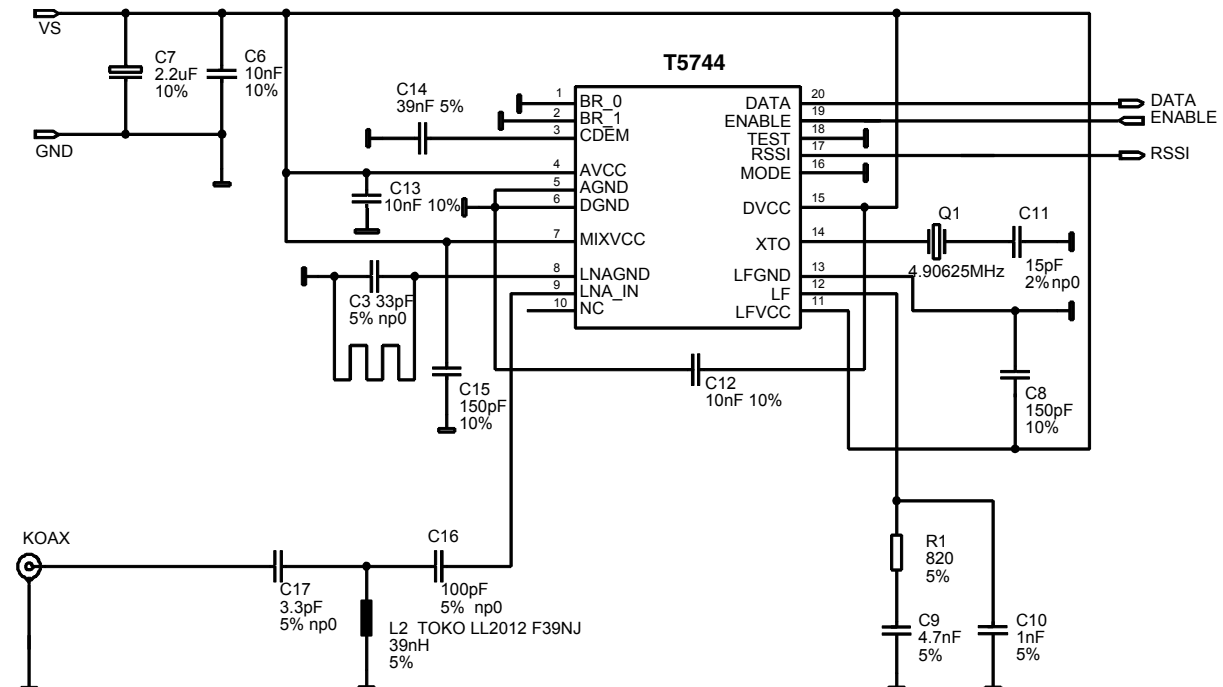 VS
C7
2.2uF
10%
C6
10nF
10%
GND
T5744
C14
39nF 5%
C13
10nF 10%
1
2
3
4
5
6
7
8
9
10
BR_0
BR_1
CDEM
AVCC
AGND
DGND
MIXVCC
LNAGND
LNA_IN
NC
DATA
ENABLE
TEST
RSSI
MODE
DVCC
XTO
LFGND
LF
LFVCC
20
19
18
17
16
15
14
13
12
11
DATA
ENABLE
RSSI
Q1
4.90625MHz
C11
15pF
2% np0
C3 33pF
5% np0
C15
150pF
10%
C12
10nF 10%
C8
150pF
10%
KOAX
C17
3.3pF
5% np0
C16
100pF
5% np0
L2 TOKO LL2012 F39NJ
39nH
5%
R1
820
5%
C9
4.7nF
5%
C10
1nF
5%